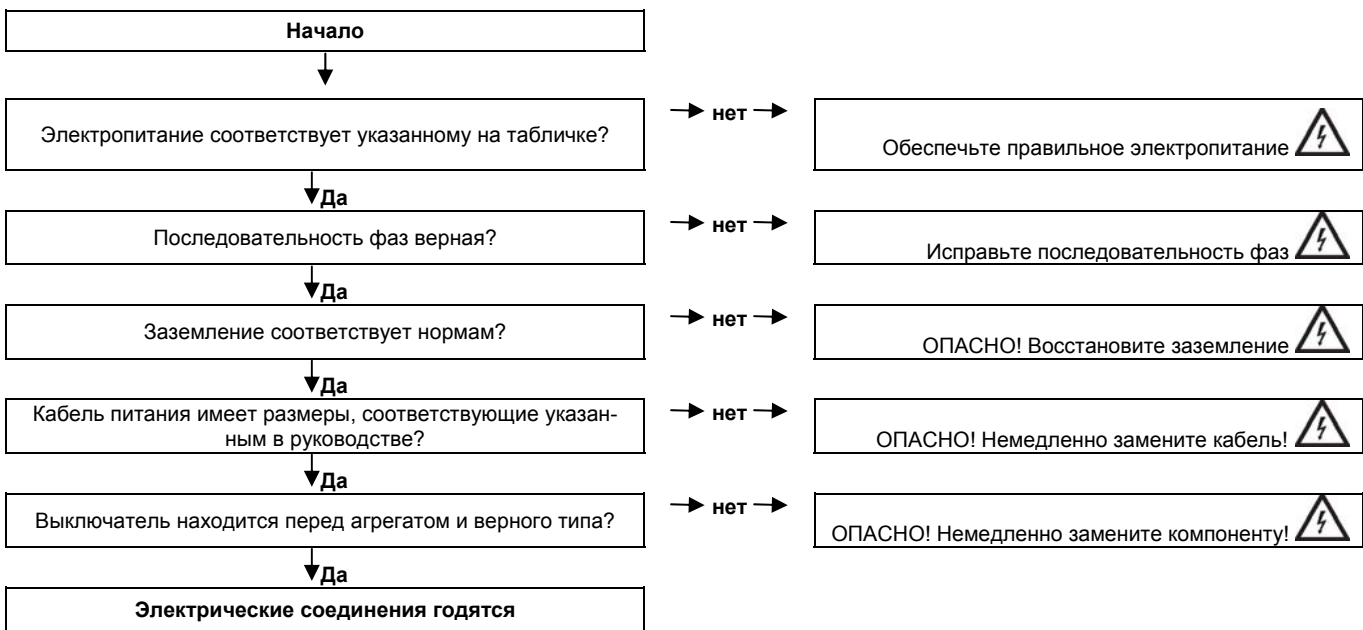 Начало
Электропитание соответствует указанному на табличке?
нет
Обеспечьте правильное электропитание
Да
Последовательность фаз верная?
нет
Исправьте последовательность фаз
Да
Заземление соответствует нормам?
нет
ОПАСНО! Восстановите заземление
Да
Кабель питания имеет размеры, соответствующие указан-
ным в руководстве?
нет
ОПАСНО! Немедленно замените кабель!
Да
Выключатель находится перед агрегатом и верного типа?
нет
ОПАСНО! Немедленно замените компоненту!
Да
Электрические соединения годятся